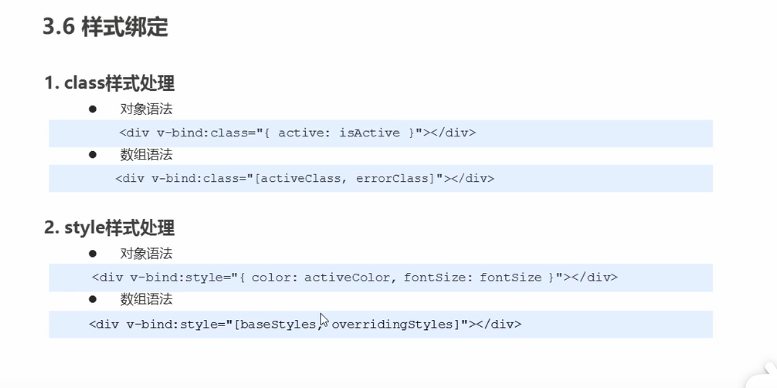 3.6 样式绑定
1. class样式处理
● 对象语法
<div v-bind:class="{ active: isActive }"></div>
● 数组语法
<div v-bind:class="[activeClass, errorClass]"></div>
2. style样式处理
● 对象语法
<div v-bind:style="{ color: activeColor, fontSize: fontSize }"></div>
● 数组语法
<div v-bind:style="[baseStyles, overridingStyles]"></div>